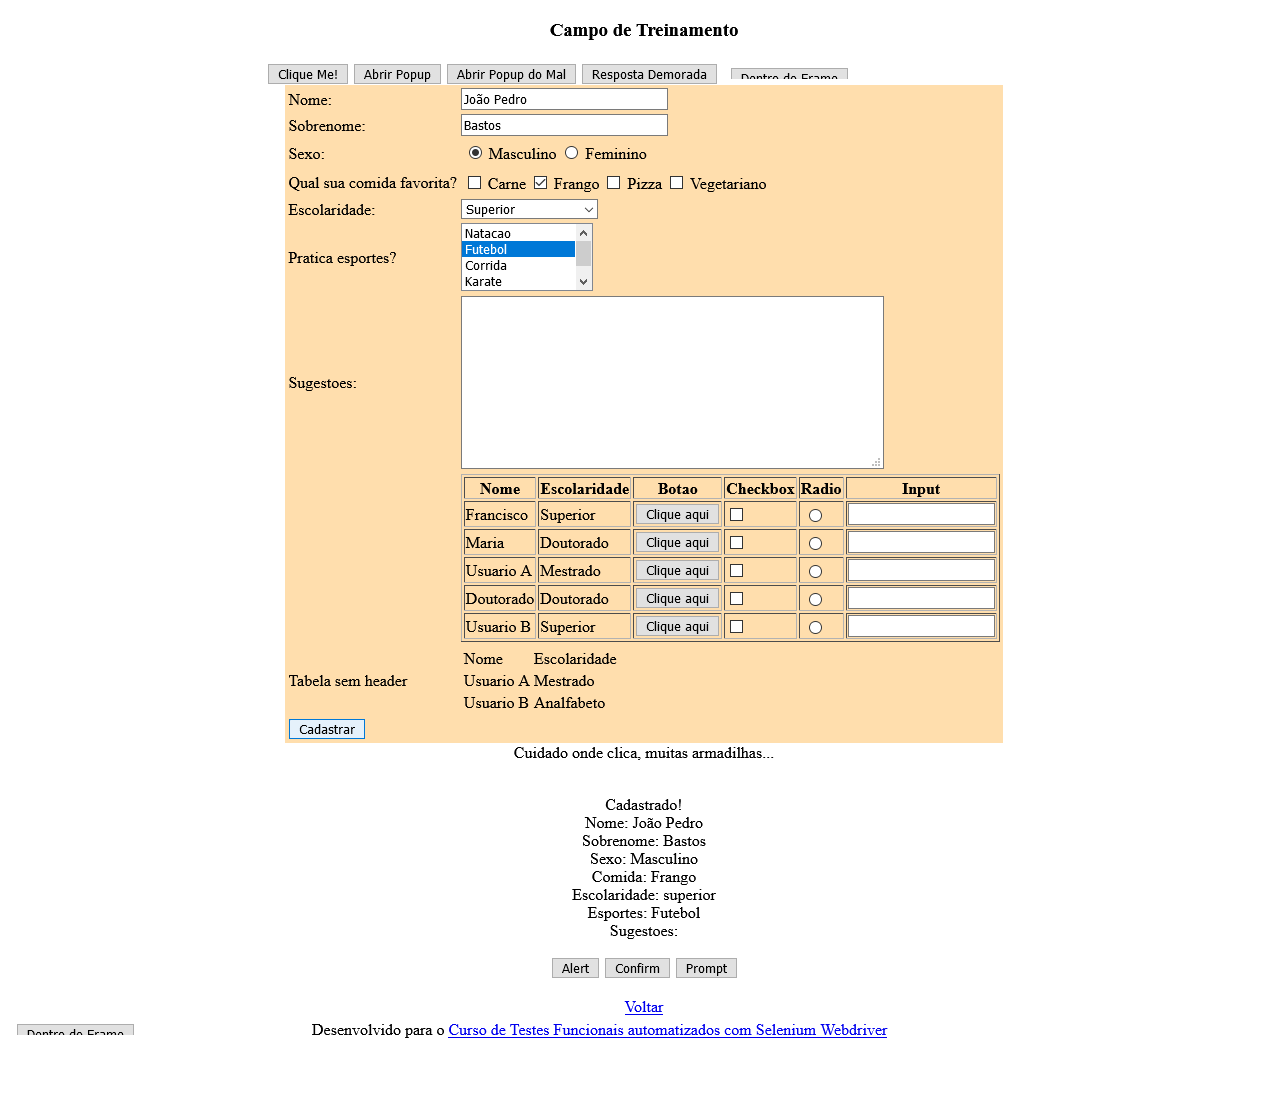 Campo de Treinamento
Clique Me! Abrir Popup Abrir Popup do Mal Resposta Demorada Dentro do Frame
Nome: João Pedro
Sobrenome: Bastos
Sexo: Masculino Feminino
Qual sua comida favorita? Carne Frango Pizza Vegetariano
Escolaridade: Superior
Pratica esportes?
Natacao
Futebol
Corrida
Karate
Sugestoes:
Nome Escolaridade Botao Checkbox Radio Input
Francisco Superior Clique aqui
Maria Doutorado Clique aqui
Usuario A Mestrado Clique aqui
Doutorado Doutorado Clique aqui
Usuario B Superior Clique aqui
Tabela sem header
Nome Escolaridade
Usuario A Mestrado
Usuario B Analfabeto
Cadastrar
Cuidado onde clica, muitas armadilhas...
Cadastrado!
Nome: João Pedro
Sobrenome: Bastos
Sexo: Masculino
Comida: Frango
Escolaridade: superior
Esportes: Futebol
Sugestoes:
Alert Confirm Prompt
Voltar
Dentro do Frame
Desenvolvido para o Curso de Testes Funcionais automatizados com Selenium Webdriver